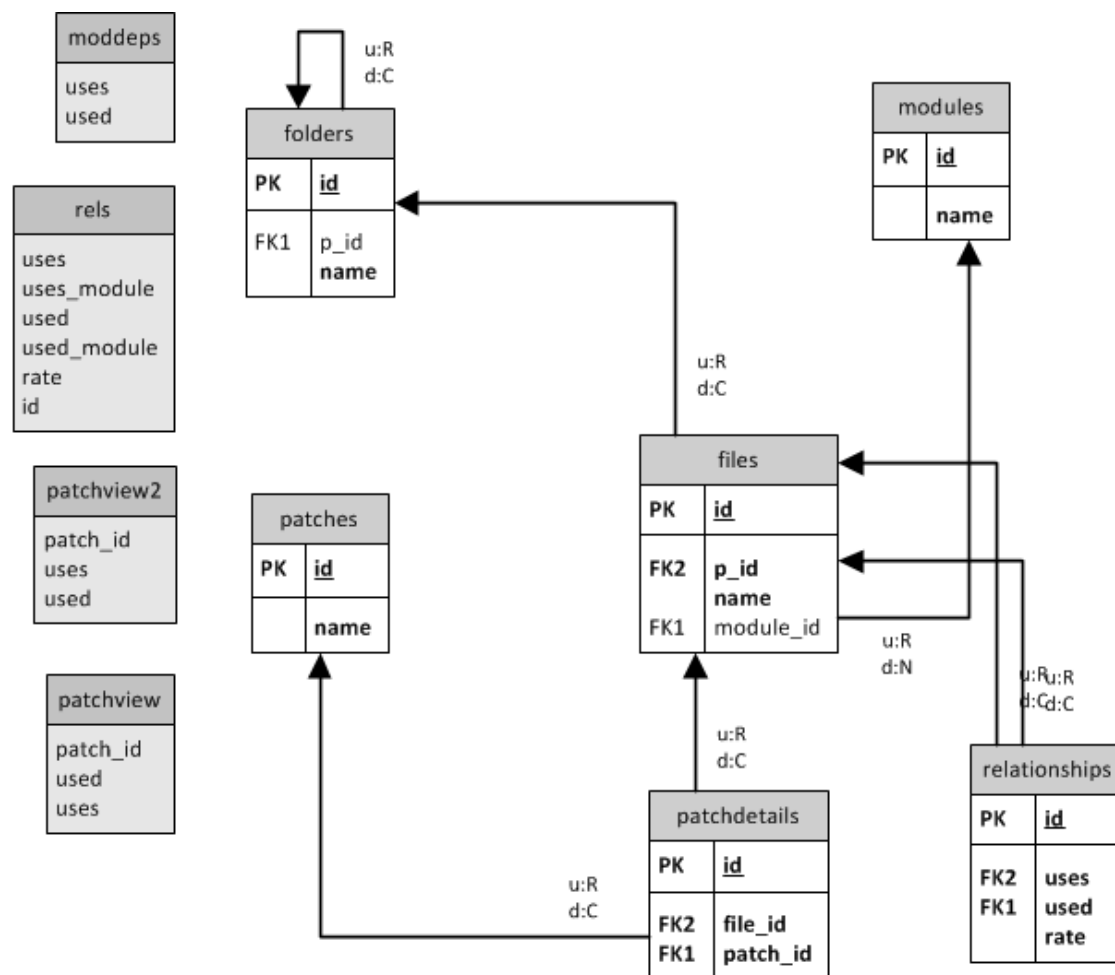 moddeps
uses
used
rels
uses
uses_module
used
used_module
rate
id
patchview2
patch_id
uses
used
patchview
patch_id
used
uses
u:R
d:C
folders
PK id
FK1 p_id
name
modules
PK id
name
u:R
d:C
files
PK id
FK2 p_id
name
FK1 module_id
u:R
d:N
patches
PK id
name
u:R
d:C
u:R
d:C
u:R
d:C
patchdetails
PK id
FK2 file_id
FK1 patch_id
u:R
d:C
relationships
PK id
FK2 uses
FK1 used
rate